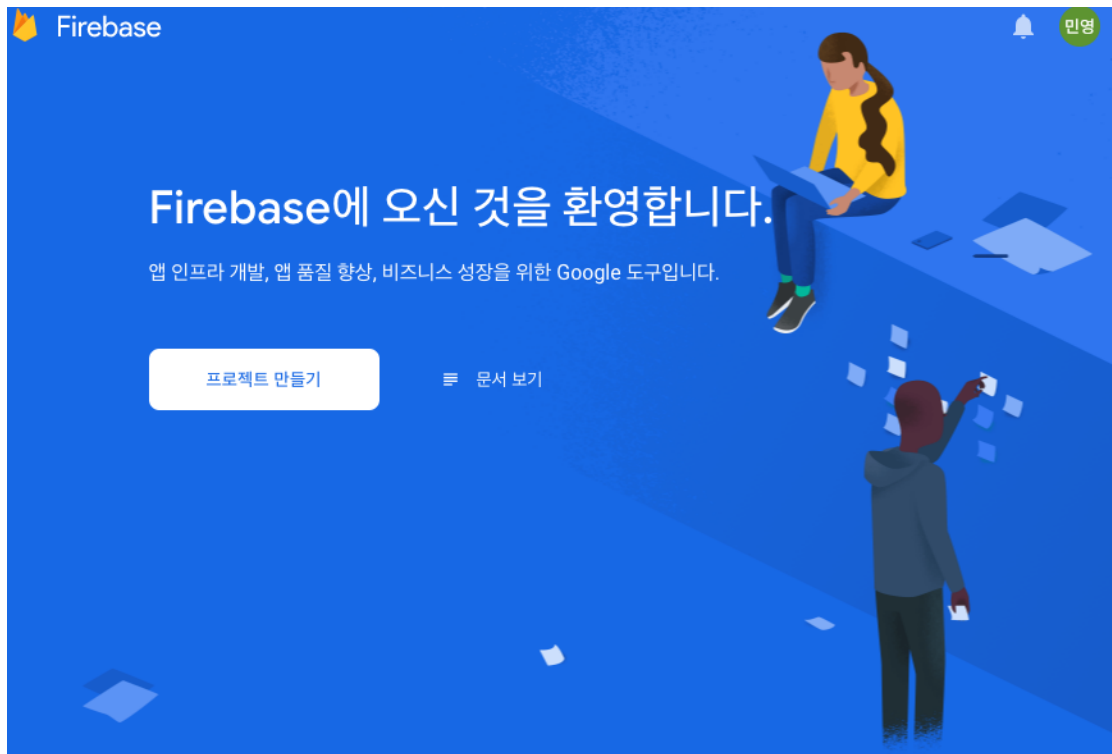 Firebase
민영
Firebase에 오신 것을 환영합니다.
앱 인프라 개발, 앱 품질 향상, 비즈니스 성장을 위한 Google 도구입니다.
프로젝트 만들기
문서 보기